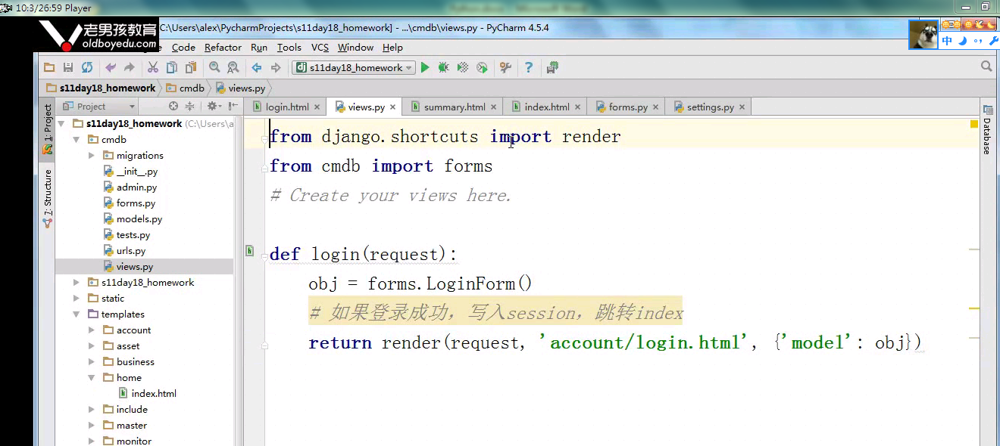 10:3/26:59 Player
老男孩教育
oldboyedu.com
C:\Users\alex\PycharmProjects\s11day18_homework] - ...\cmdb\views.py - PyCharm 4.5.4
Code Refactor Run Tools VCS Window Help
中
s11day18_homework
s11day18_homework cmdb views.py
Project login.html views.py summary.html index.html forms.py settings.py
1: Project
7: Structure
Database
s11day18_homework (C:\Users\a
cmdb
migrations
__init__.py
admin.py
forms.py
models.py
tests.py
urls.py
views.py
s11day18_homework
static
templates
account
asset
business
home
index.html
include
master
monitor
from django.shortcuts import render
from cmdb import forms
# Create your views here.
def login(request):
obj = forms.LoginForm()
# 如果登录成功，写入session，跳转index
return render(request, 'account/login.html', {'model': obj})